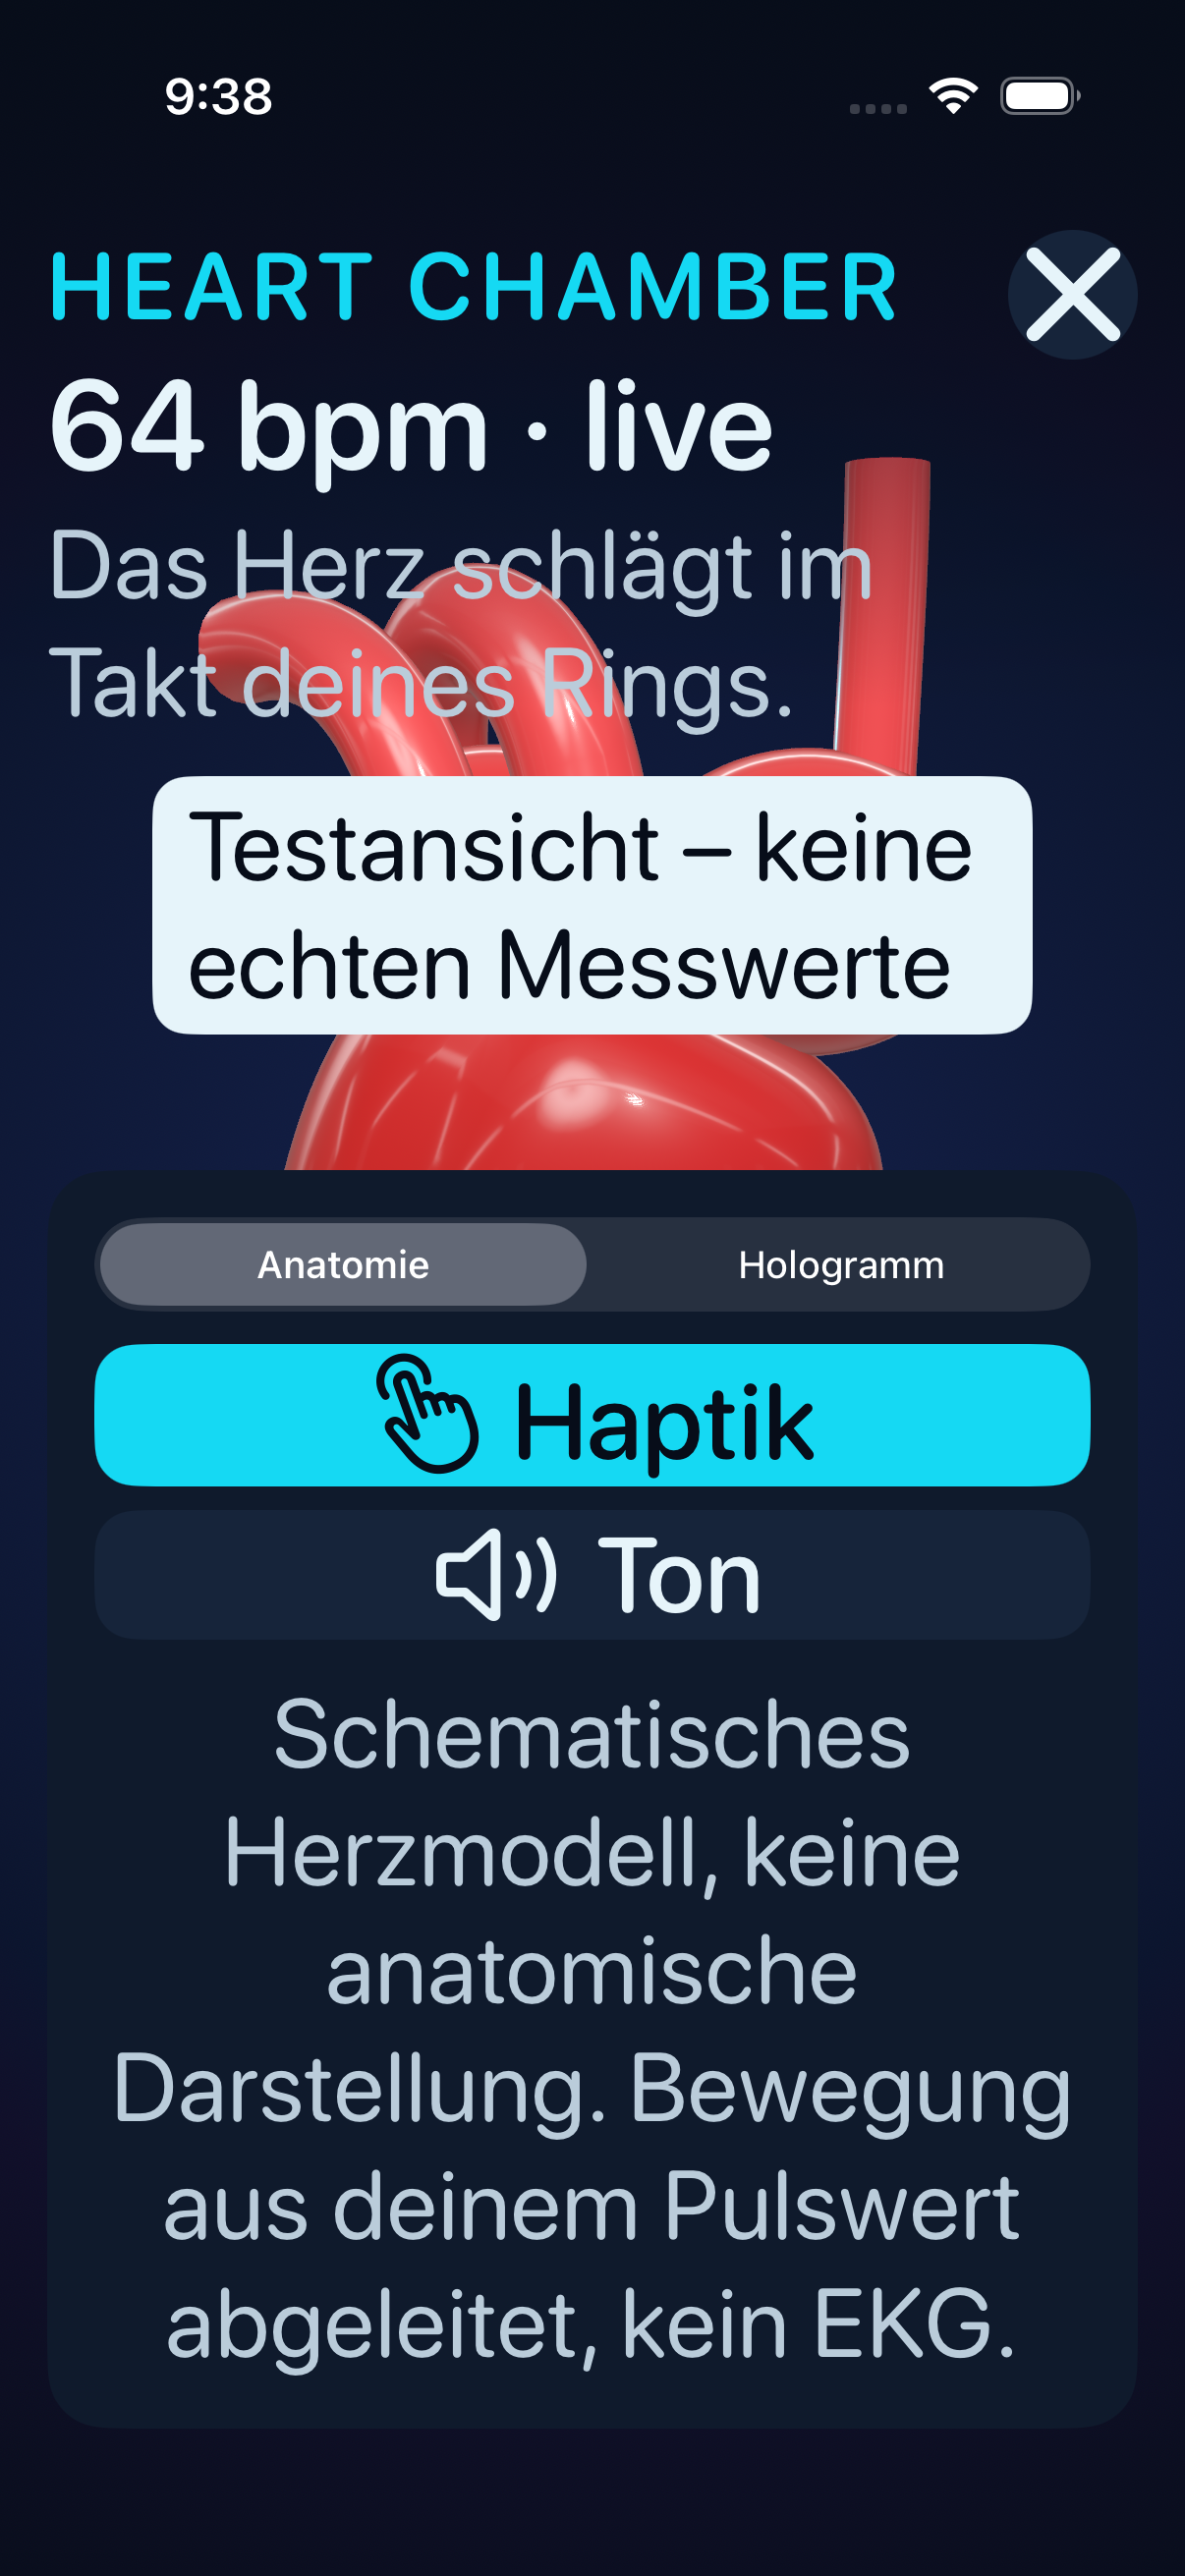 9:38
HEART CHAMBER
64 bpm · live
Das Herz schlägt im
Takt deines Rings.
Testansicht – keine
echten Messwerte
Anatomie
Hologramm
Haptik
Ton
Schematisches
Herzmodell, keine
anatomische
Darstellung. Bewegung
aus deinem Pulswert
abgeleitet, kein EKG.